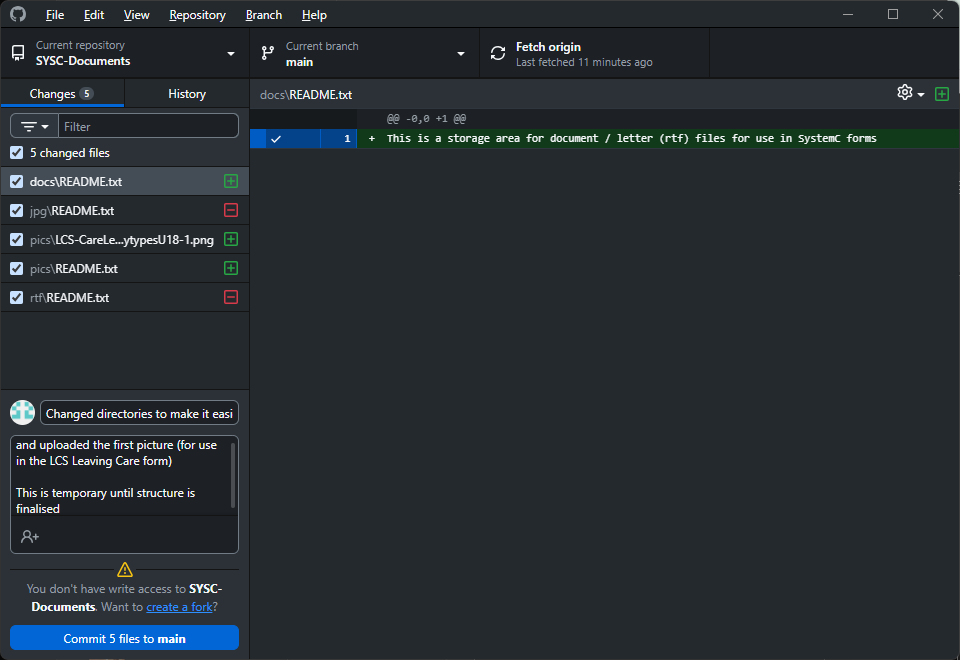 File Edit View Repository Branch Help
Current repository
SYSC-Documents
Current branch
main
Fetch origin
Last fetched 11 minutes ago
Changes 5 History
Filter
5 changed files
docs\README.txt
jpg\README.txt
pics\LCS-CareLe...ytypesU18-1.png
pics\README.txt
rtf\README.txt
Changed directories to make it easi
and uploaded the first picture (for use
in the LCS Leaving Care form)
This is temporary until structure is
finalised
You don't have write access to SYSC-
Documents. Want to create a fork?
Commit 5 files to main
docs\README.txt
@@ -0,0 +1 @@
1 + This is a storage area for document / letter (rtf) files for use in SystemC forms